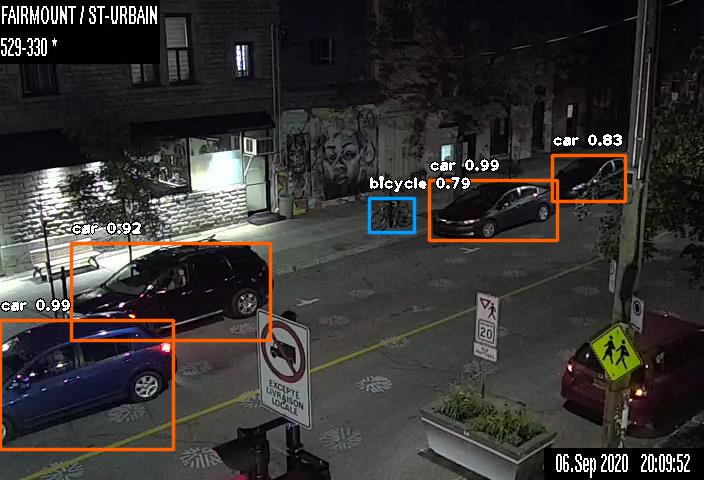 FAIRMOUNT / ST-URBAIN
529-330 *
car 0.83
car 0.99
bicycle 0.79
car 0.92
car 0.99
20
EXCEPTÉ
LIVRAISON
LOCALE
06.Sep 2020 20:09:52